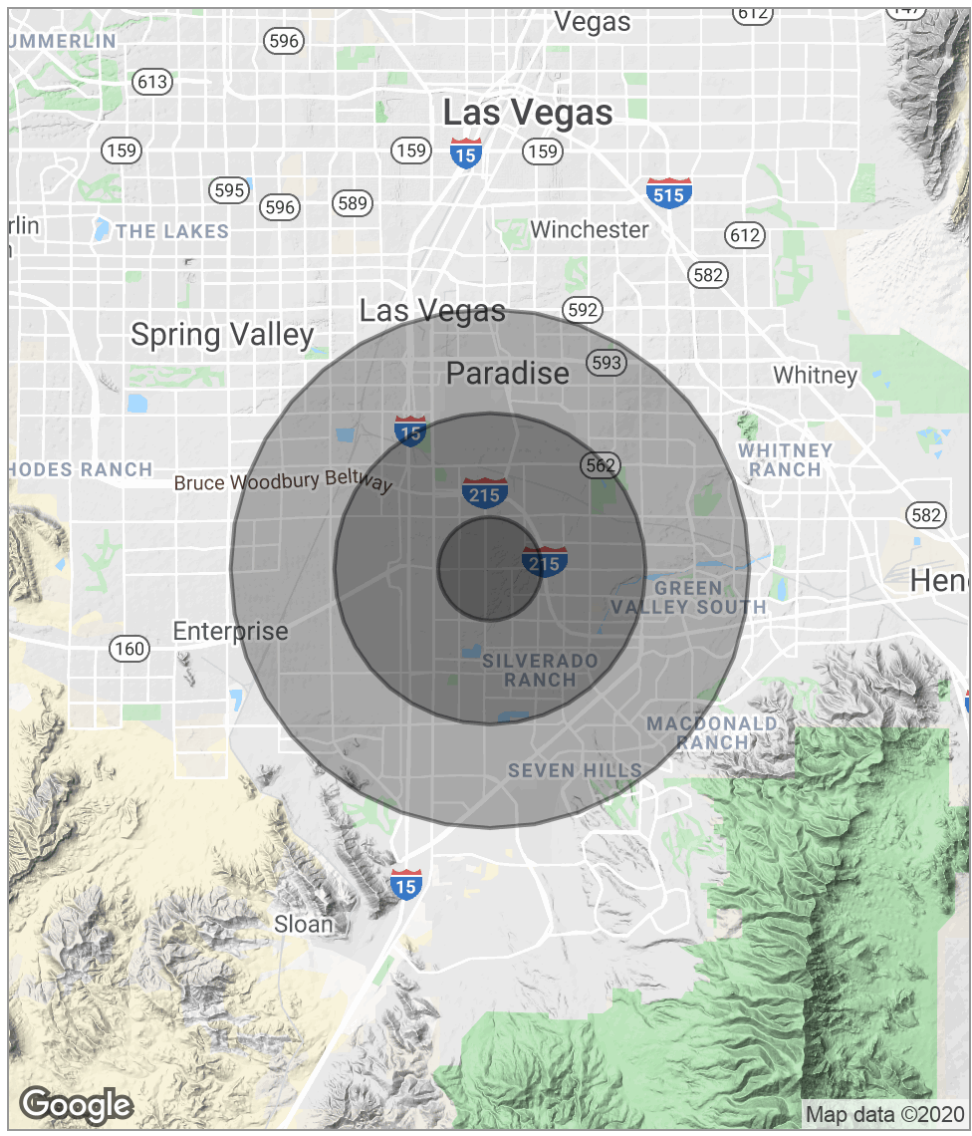 612
147
Vegas
UMMERLIN
596
613
Las Vegas
159
159
15
159
595
596
589
515
rlin
THE LAKES
Winchester
612
582
Las Vegas
592
Spring Valley
593
Paradise
Whitney
15
HODES RANCH
Bruce Woodbury Beltway
562
WHITNEY
RANCH
215
582
215
GREEN
VALLEY SOUTH
Hen
Enterprise
160
SILVERADO
RANCH
MACDONALD
RANCH
SEVEN HILLS
15
Sloan
Google
Map data ©2020